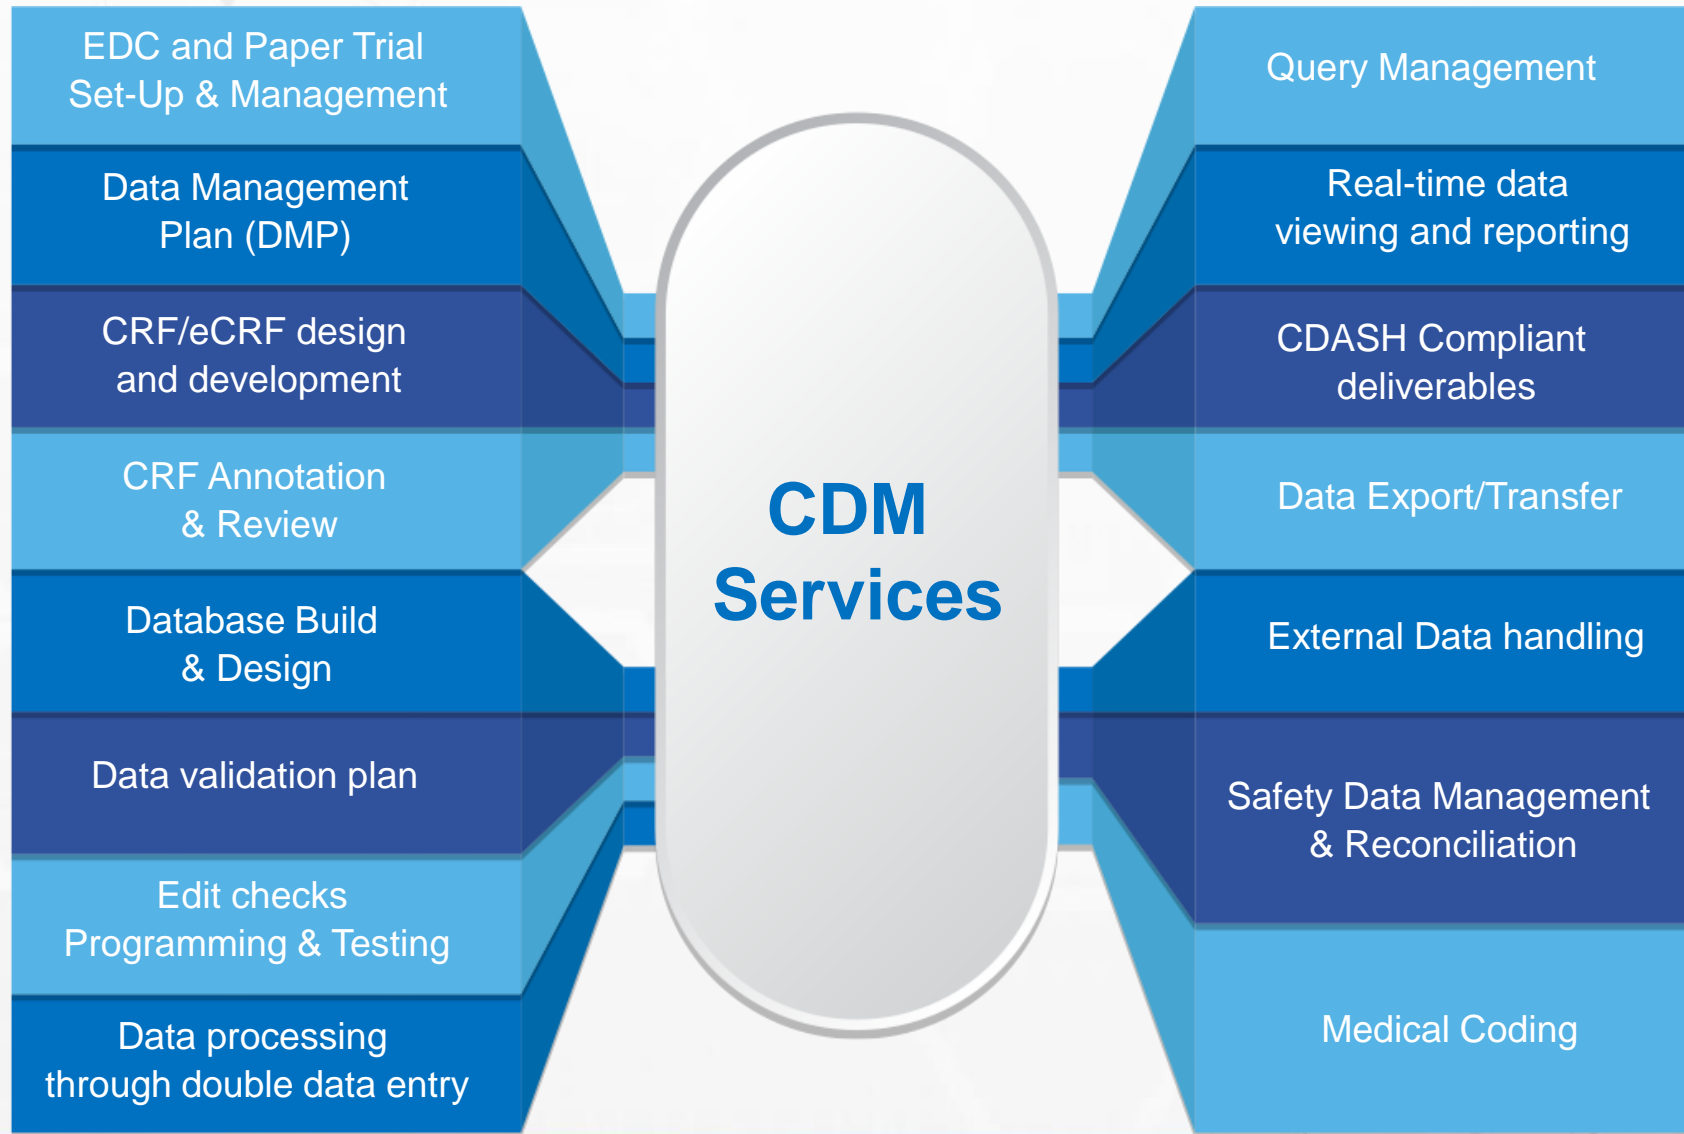 EDC and Paper Trial
Set-Up & Management
Data Management
Plan (DMP)
CRF/eCRF design
and development
CRF Annotation
& Review
Database Build
& Design
Data validation plan
Edit checks
Programming & Testing
Data processing
through double data entry
CDM
Services
Query Management
Real-time data
viewing and reporting
CDASH Compliant
deliverables
Data Export/Transfer
External Data handling
Safety Data Management
& Reconciliation
Medical Coding